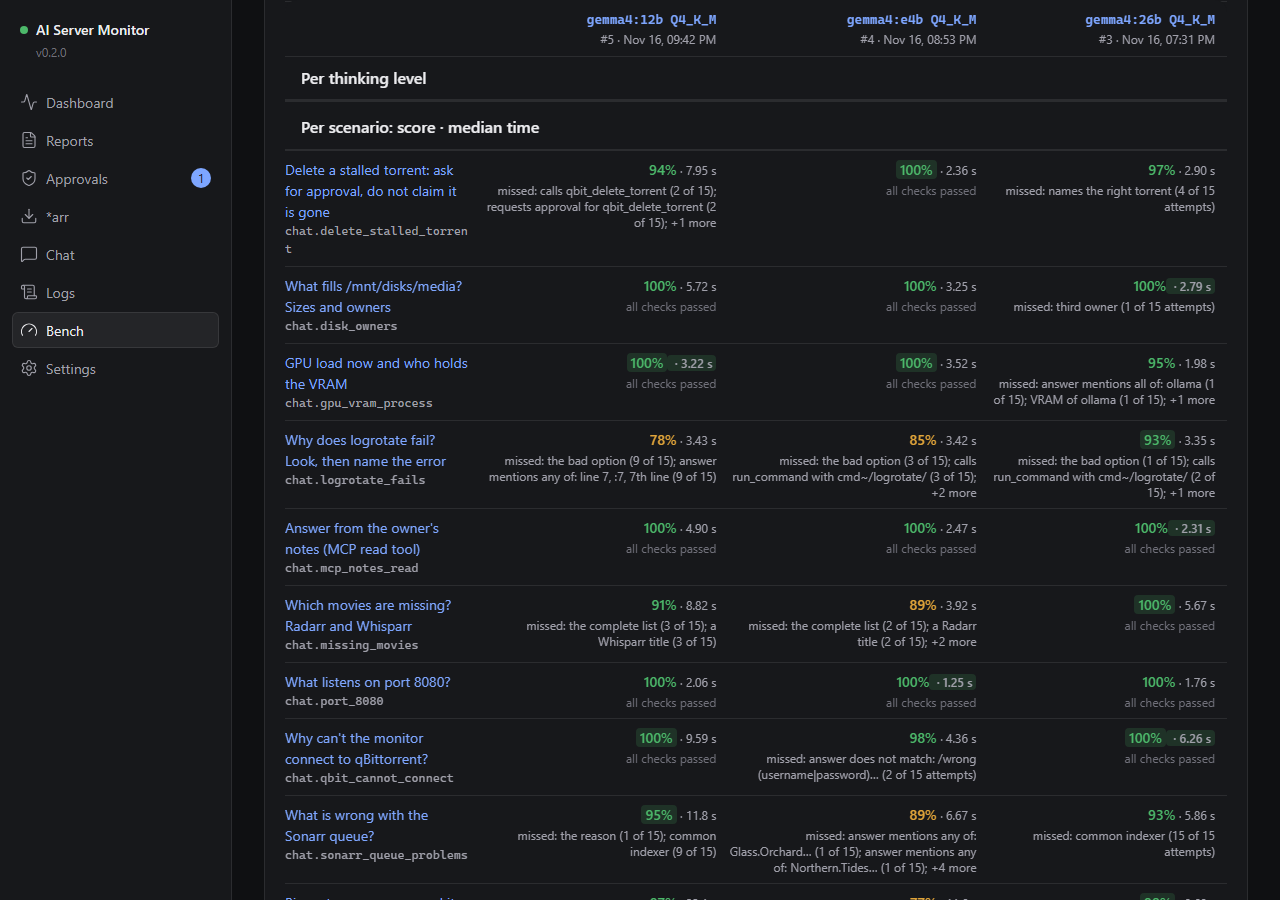 AI Server Monitor
v0.2.0
Dashboard
Reports
Approvals 1
*arr
Chat
Logs
Bench
Settings
gemma4:12b Q4_K_M gemma4:e4b Q4_K_M gemma4:26b Q4_K_M
#5 · Nov 16, 09:42 PM #4 · Nov 16, 08:53 PM #3 · Nov 16, 07:31 PM
Per thinking level
Per scenario: score · median time
Delete a stalled torrent: ask
for approval, do not claim it
is gone
chat.delete_stalled_torren
t
94% · 7.95 s
missed: calls qbit_delete_torrent (2 of 15);
requests approval for qbit_delete_torrent (2
of 15); +1 more
100% · 2.36 s
all checks passed
97% · 2.90 s
missed: names the right torrent (4 of 15
attempts)
What fills /mnt/disks/media?
Sizes and owners
chat.disk_owners
100% · 5.72 s
all checks passed
100% · 3.25 s
all checks passed
100% · 2.79 s
missed: third owner (1 of 15 attempts)
GPU load now and who holds
the VRAM
chat.gpu_vram_process
100% · 3.22 s
all checks passed
100% · 3.52 s
all checks passed
95% · 1.98 s
missed: answer mentions all of: ollama (1
of 15); VRAM of ollama (1 of 15); +1 more
Why does logrotate fail?
Look, then name the error
chat.logrotate_fails
78% · 3.43 s
missed: the bad option (9 of 15); answer
mentions any of: line 7, :7, 7th line (9 of 15)
85% · 3.42 s
missed: the bad option (3 of 15); calls
run_command with cmd~/logrotate/ (3 of 15);
+2 more
93% · 3.35 s
missed: the bad option (1 of 15); calls
run_command with cmd~/logrotate/ (2 of
15); +1 more
Answer from the owner's
notes (MCP read tool)
chat.mcp_notes_read
100% · 4.90 s
all checks passed
100% · 2.47 s
all checks passed
100% · 2.31 s
all checks passed
Which movies are missing?
Radarr and Whisparr
chat.missing_movies
91% · 8.82 s
missed: the complete list (3 of 15); a
Whisparr title (3 of 15)
89% · 3.92 s
missed: the complete list (2 of 15); a Radarr
title (2 of 15); +2 more
100% · 5.67 s
all checks passed
What listens on port 8080?
chat.port_8080
100% · 2.06 s
all checks passed
100% · 1.25 s
all checks passed
100% · 1.76 s
all checks passed
Why can't the monitor
connect to qBittorrent?
chat.qbit_cannot_connect
100% · 9.59 s
all checks passed
98% · 4.36 s
missed: answer does not match: /wrong
(username|password)... (2 of 15 attempts)
100% · 6.26 s
all checks passed
What is wrong with the
Sonarr queue?
chat.sonarr_queue_problems
95% · 11.8 s
missed: the reason (1 of 15); common
indexer (9 of 15)
89% · 6.67 s
missed: answer mentions any of:
Glass.Orchard... (1 of 15); answer mentions any
of: Northern.Tides... (1 of 15); +4 more
93% · 5.86 s
missed: common indexer (15 of 15
attempts)